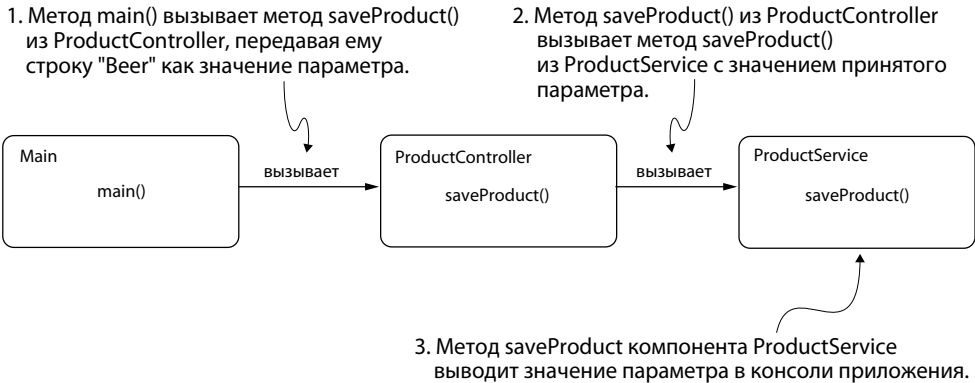 1. Метод main() вызывает метод saveProduct()
из ProductController, передавая ему
строку "Beer" как значение параметра.
2. Метод saveProduct() из ProductController
вызывает метод saveProduct()
из ProductService с значением принятого
параметра.
Main
main()
вызывает
ProductController
saveProduct()
вызывает
ProductService
saveProduct()
3. Метод saveProduct компонента ProductService
выводит значение параметра в консоли приложения.